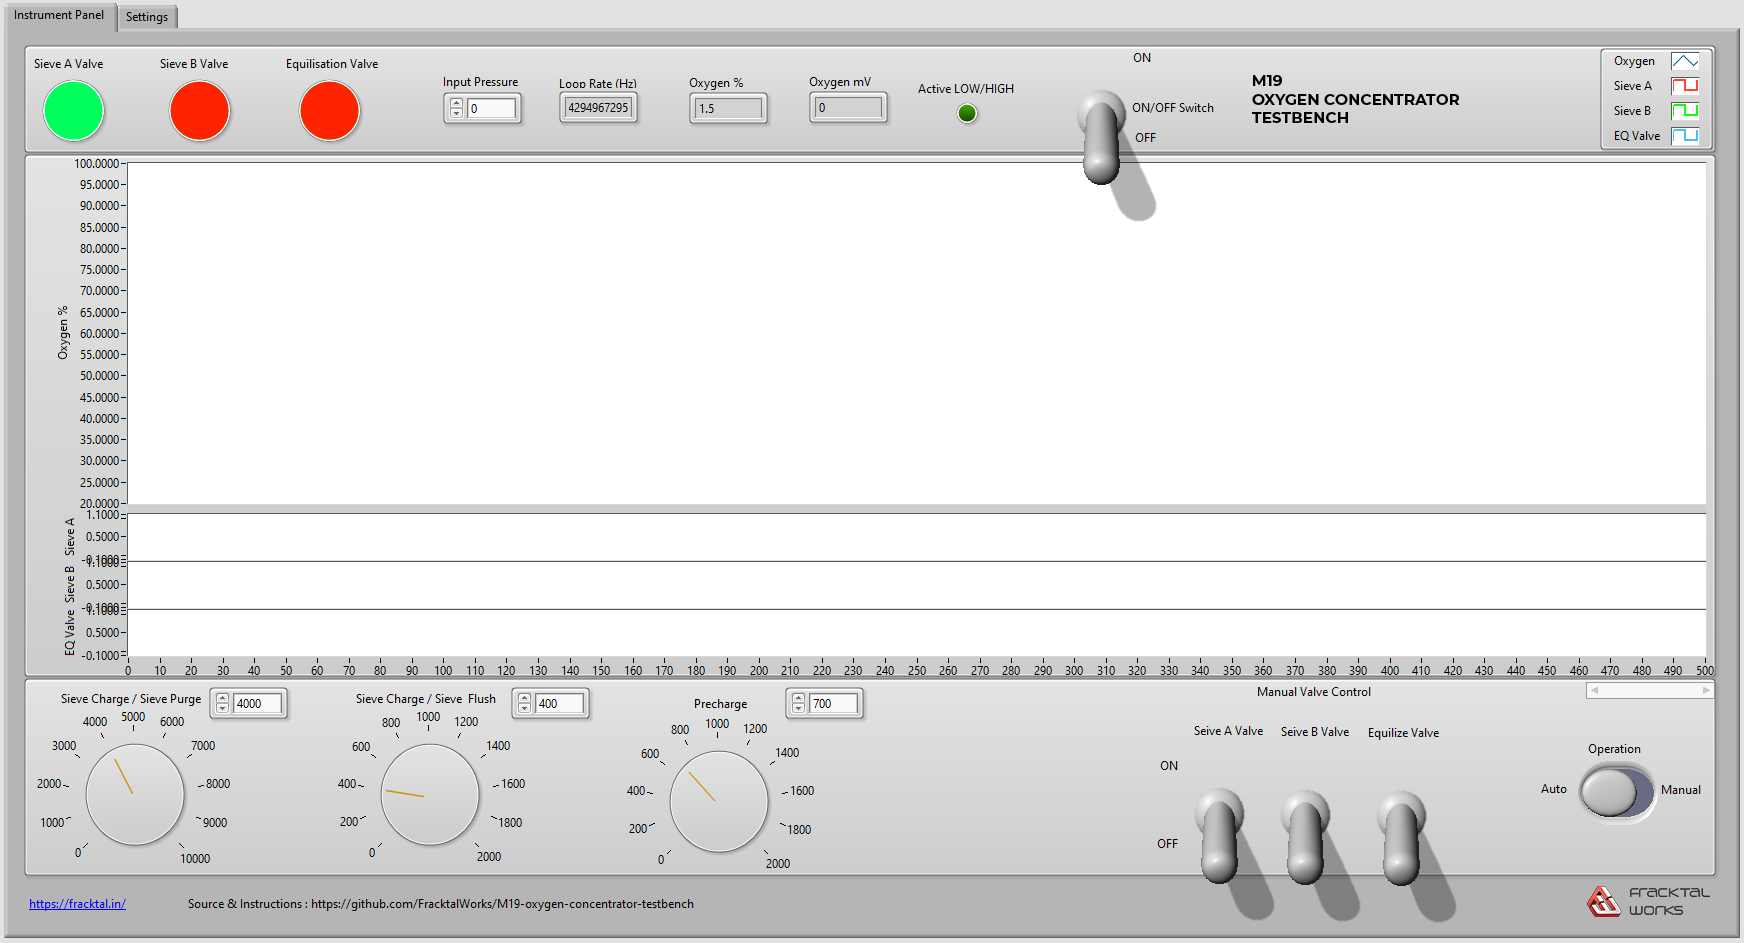 Instrument Panel
Settings
Sieve A Valve
Sieve B Valve
Equilisation Valve
Input Pressure
0
Loop Rate (Hz)
4294967295
Oxygen %
1.5
Oxygen mV
0
Active LOW/HIGH
ON
ON/OFF Switch
OFF
M19
OXYGEN CONCENTRATOR
TESTBENCH
Oxygen
Sieve A
Sieve B
EQ Valve
Oxygen %
100.0000
95.0000
90.0000
85.0000
80.0000
75.0000
70.0000
65.0000
60.0000
55.0000
50.0000
45.0000
40.0000
35.0000
30.0000
25.0000
20.0000
Sieve A
1.1000
0.5000
-0.1000
Sieve B
1.1000
0.5000
-0.1000
EQ Valve
1.1000
0.5000
-0.1000
0 10 20 30 40 50 60 70 80 90 100 110 120 130 140 150 160 170 180 190 200 210 220 230 240 250 260 270 280 290 300 310 320 330 340 350 360 370 380 390 400 410 420 430 440 450 460 470 480 490 500
Sieve Charge / Sieve Purge
4000
0
1000
2000
3000
4000
5000
6000
7000
8000
9000
10000
Sieve Charge / Sieve Flush
400
0
200
400
600
800
1000
1200
1400
1600
1800
2000
Precharge
700
0
200
400
600
800
1000
1200
1400
1600
1800
2000
Manual Valve Control
Seive A Valve
Seive B Valve
Equilize Valve
ON
OFF
Operation
Auto
Manual
https://fracktal.in/
Source & Instructions : https://github.com/FracktalWorks/M19-oxygen-concentrator-testbench
FRACKTAL
WORKS